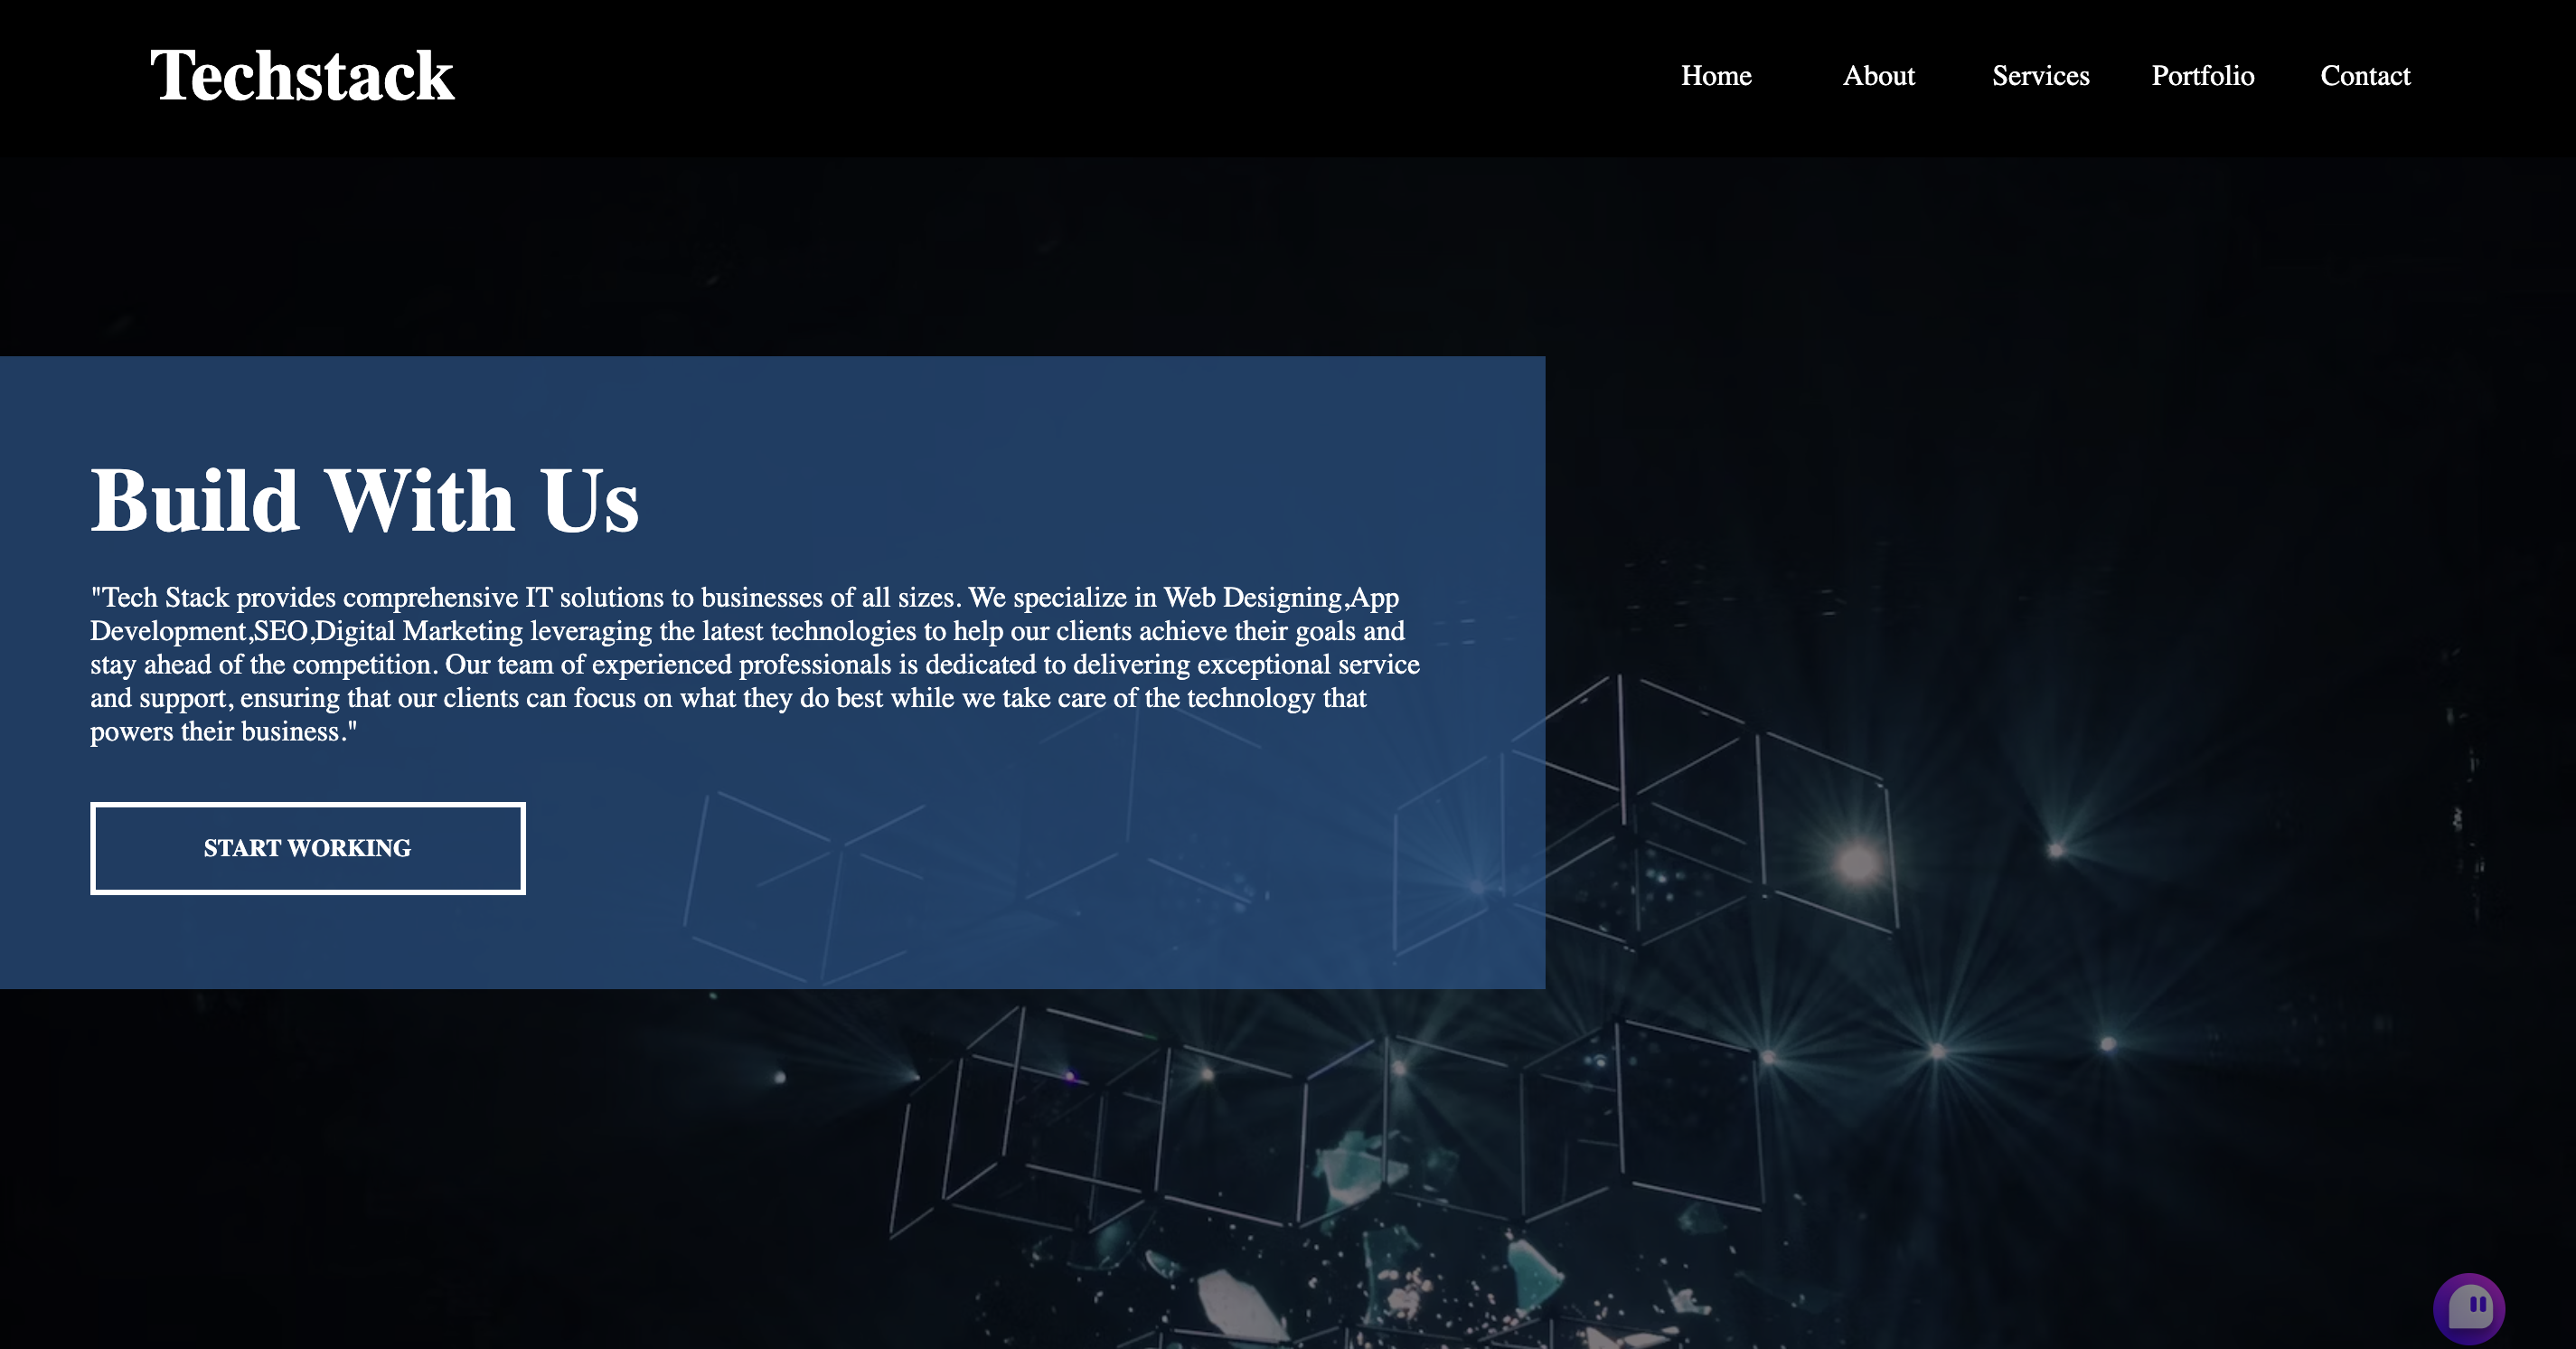 Techstack
Home About Services Portfolio Contact
Build With Us
"Tech Stack provides comprehensive IT solutions to businesses of all sizes. We specialize in Web Designing,App
Development,SEO,Digital Marketing leveraging the latest technologies to help our clients achieve their goals and
stay ahead of the competition. Our team of experienced professionals is dedicated to delivering exceptional service
and support, ensuring that our clients can focus on what they do best while we take care of the technology that
powers their business."
START WORKING